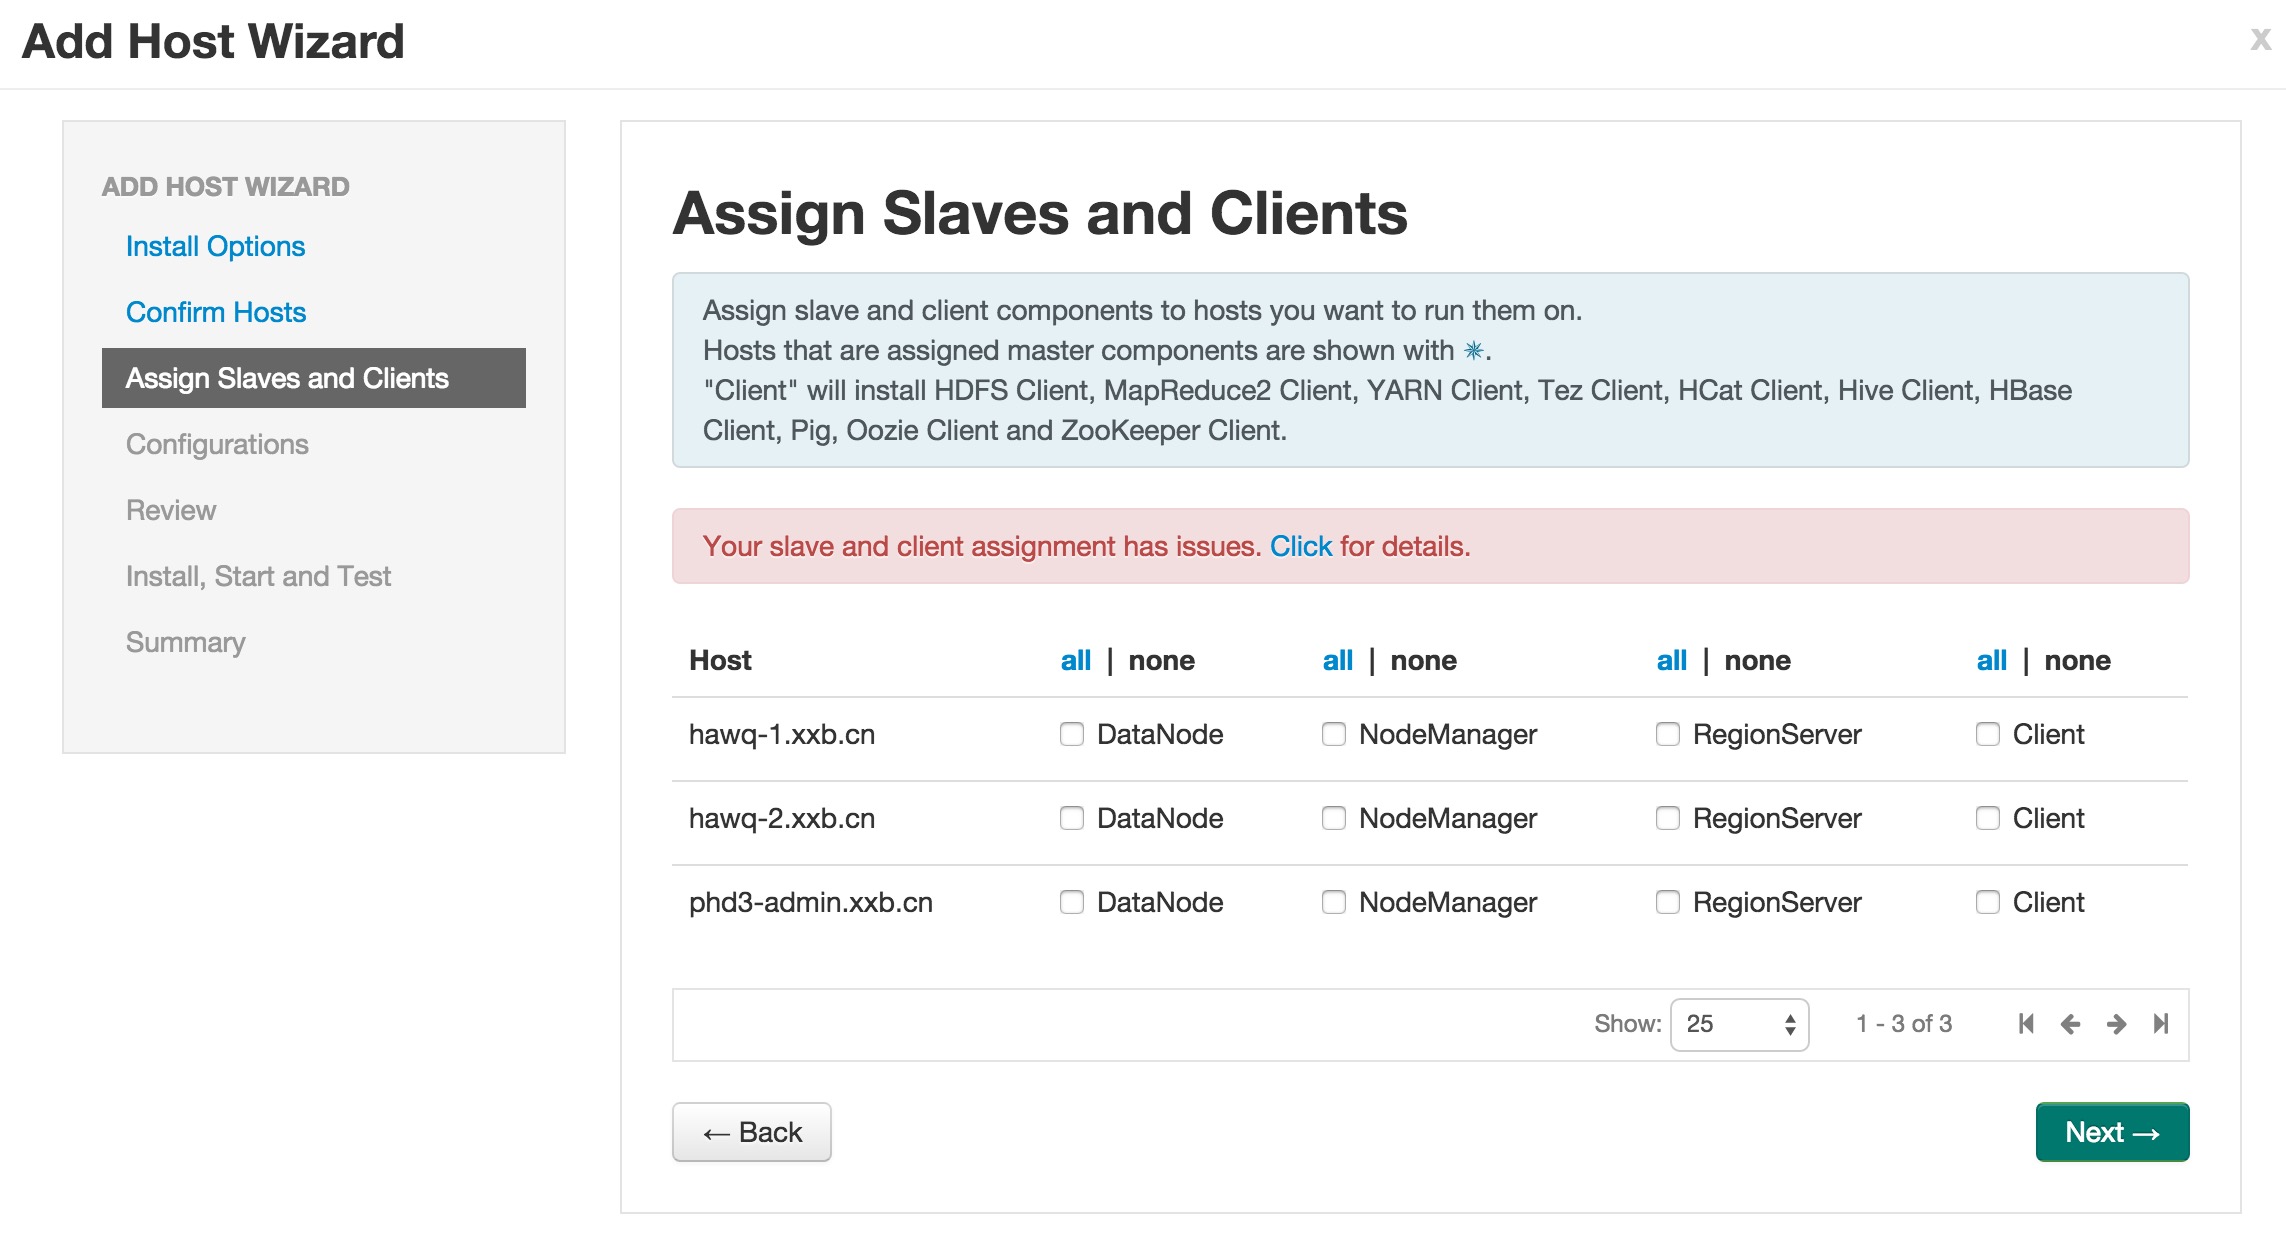 Add Host Wizard
x
ADD HOST WIZARD
Install Options
Confirm Hosts
Assign Slaves and Clients
Configurations
Review
Install, Start and Test
Summary
Assign Slaves and Clients
Assign slave and client components to hosts you want to run them on.
Hosts that are assigned master components are shown with ✵.
"Client" will install HDFS Client, MapReduce2 Client, YARN Client, Tez Client, HCat Client, Hive Client, HBase
Client, Pig, Oozie Client and ZooKeeper Client.
Your slave and client assignment has issues. Click for details.
Host all | none all | none all | none all | none
hawq-1.xxb.cn DataNode NodeManager RegionServer Client
hawq-2.xxb.cn DataNode NodeManager RegionServer Client
phd3-admin.xxb.cn DataNode NodeManager RegionServer Client
Show: 25 1 - 3 of 3
← Back
Next →